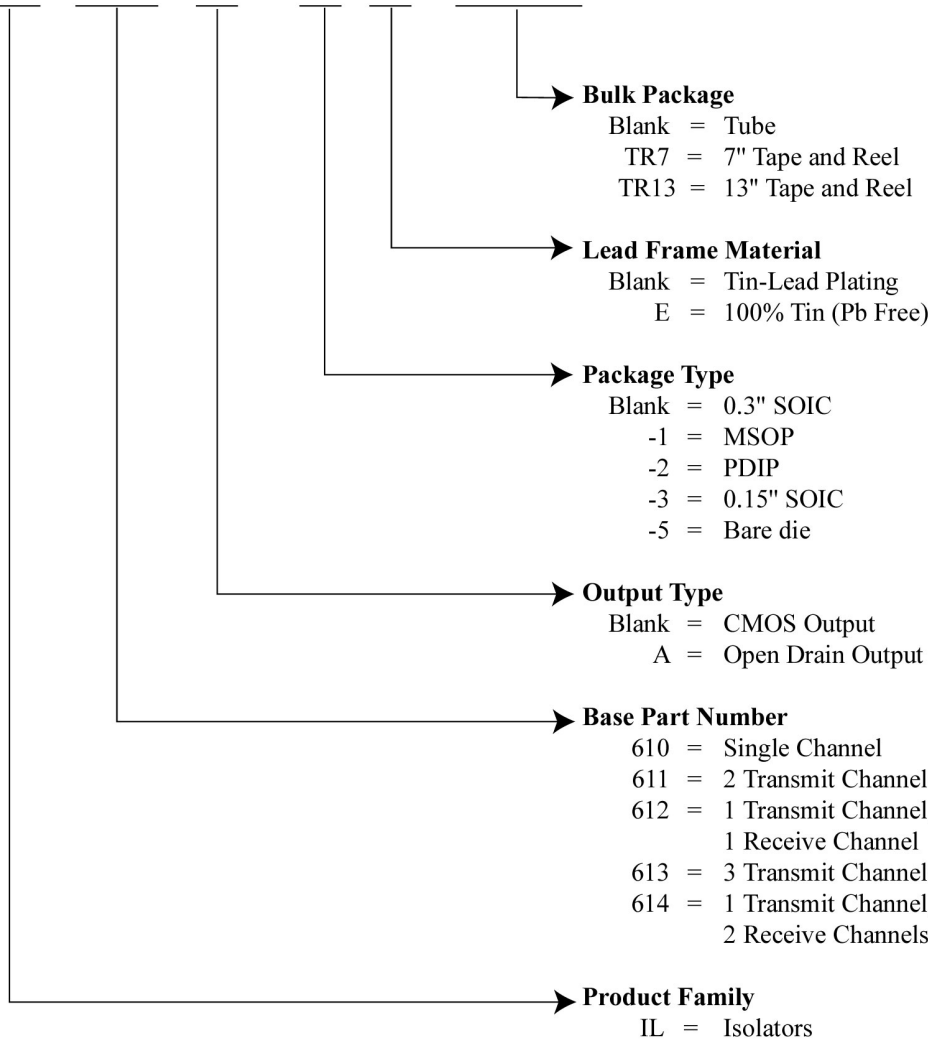 Bulk Package
Blank = Tube
TR7 = 7" Tape and Reel
TR13 = 13" Tape and Reel
Lead Frame Material
Blank = Tin-Lead Plating
E = 100% Tin (Pb Free)
Package Type
Blank = 0.3" SOIC
-1 = MSOP
-2 = PDIP
-3 = 0.15" SOIC
-5 = Bare die
Output Type
Blank = CMOS Output
A = Open Drain Output
Base Part Number
610 = Single Channel
611 = 2 Transmit Channel
612 = 1 Transmit Channel
1 Receive Channel
613 = 3 Transmit Channel
614 = 1 Transmit Channel
2 Receive Channels
Product Family
IL = Isolators